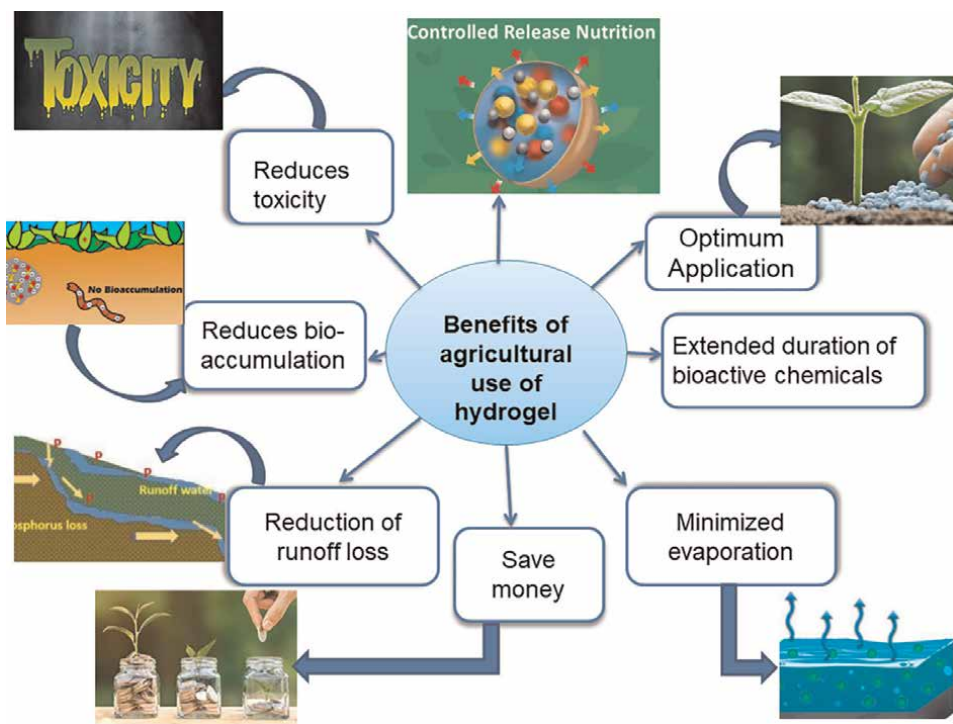 TOXICITY
Controlled Release Nutrition
Reduces
toxicity
Optimum
Application
No Bioaccumulation
Reduces bio-
accumulation
Benefits of
agricultural
use of
hydrogel
Extended duration of
bioactive chemicals
P
P
P
P
P
Runoff water
osphorus loss
Reduction of
runoff loss
Save
money
Minimized
evaporation